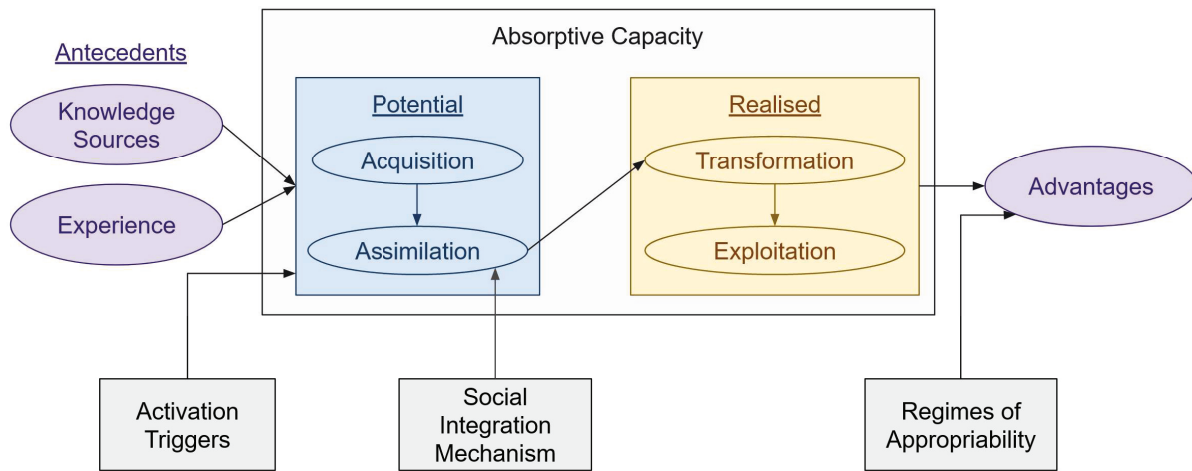 Absorptive Capacity
Antecedents
Knowledge
Sources
Experience
Potential
Acquisition
Assimilation
Realised
Transformation
Exploitation
Advantages
Activation
Triggers
Social
Integration
Mechanism
Regimes of
Appropriability